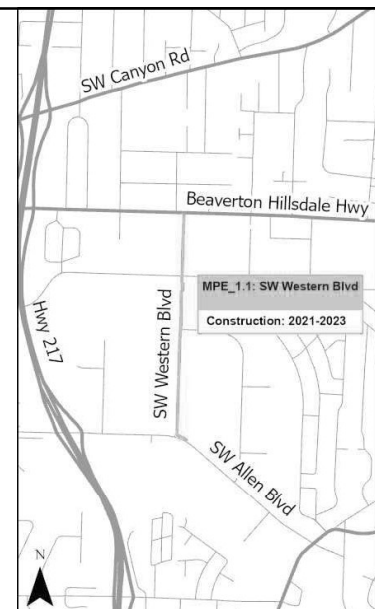 SW Canyon Rd
Beaverton Hillsdale Hwy
MPE_1.1: SW Western Blvd
Construction: 2021-2023
Hwy 217
SW Western Blvd
SW Allen Blvd
N